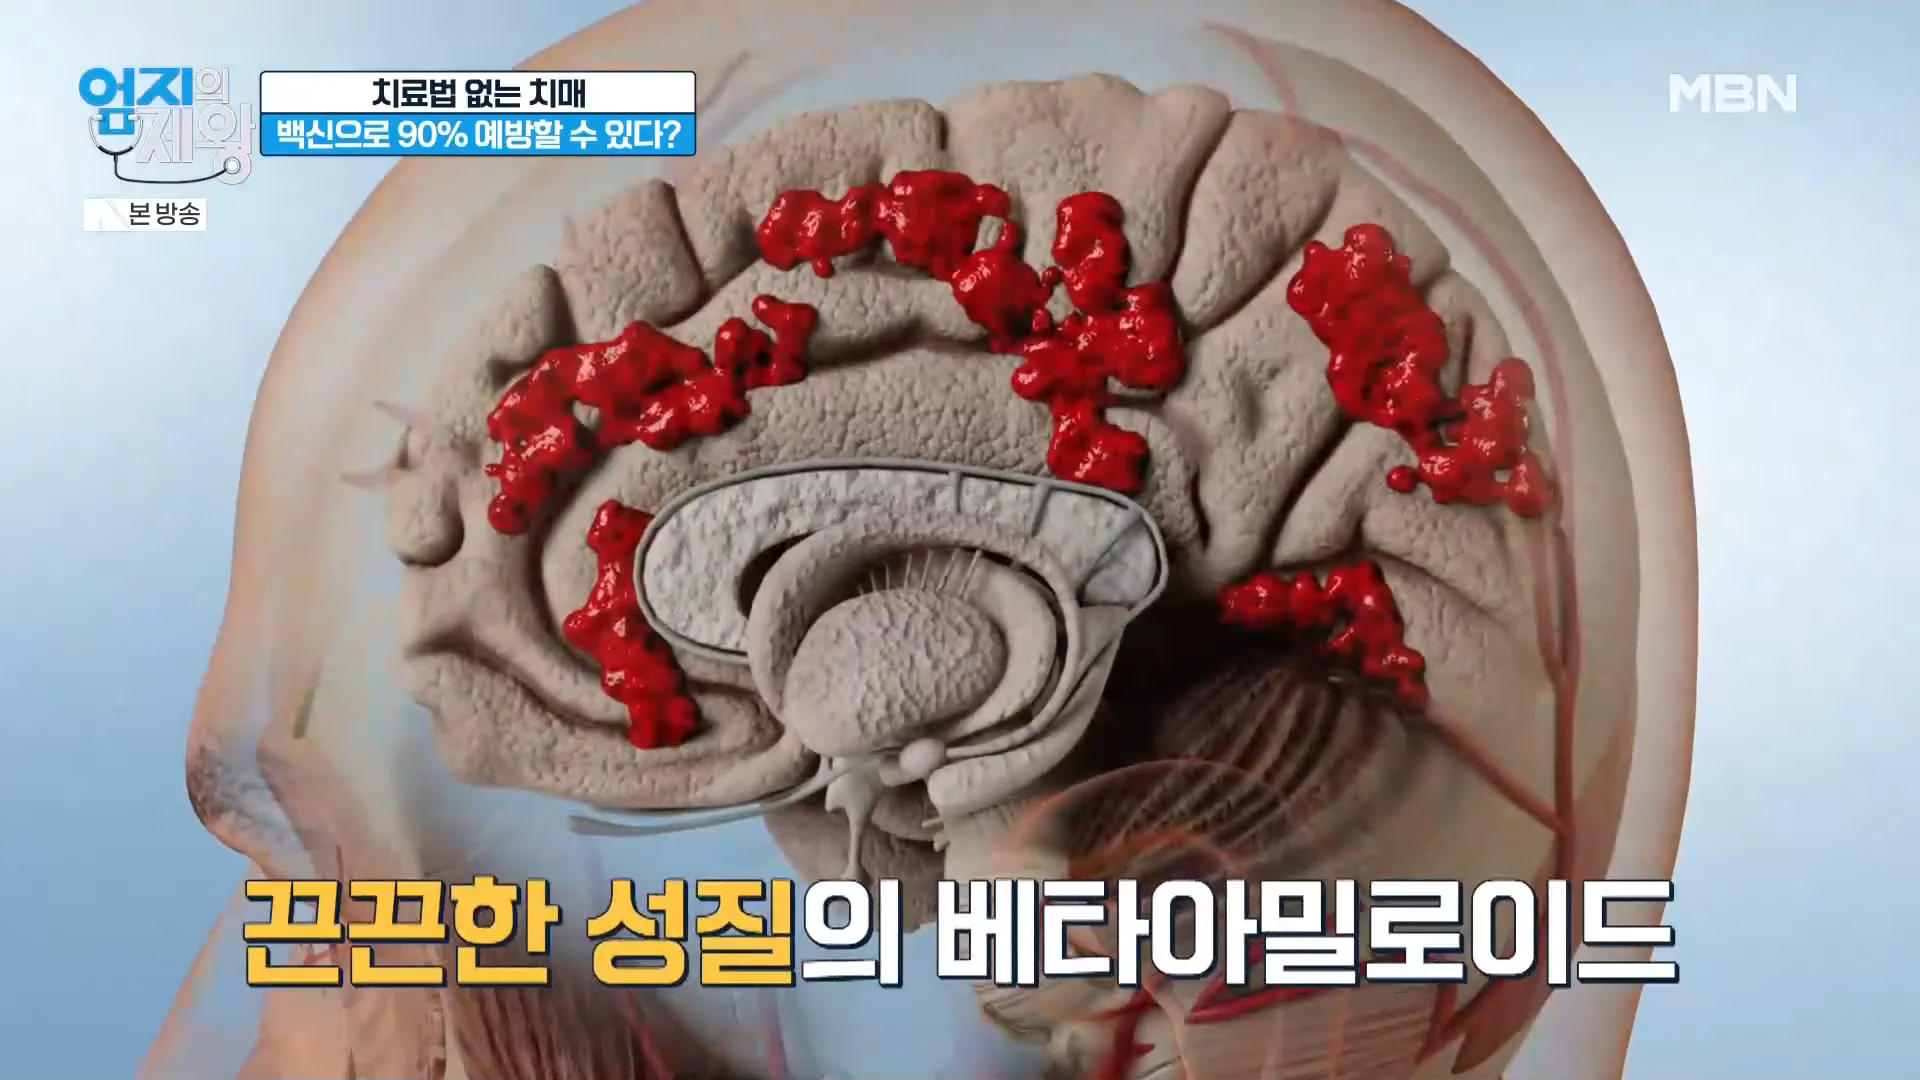 엄지의
제왕
치료법 없는 치매
백신으로 90% 예방할 수 있다?
MBN
본 방송
끈끈한 성질의 베타아밀로이드